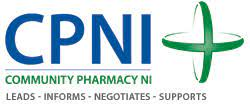 CPNI
COMMUNITY PHARMACY NI
LEADS - INFORMS - NEGOTIATES - SUPPORTS